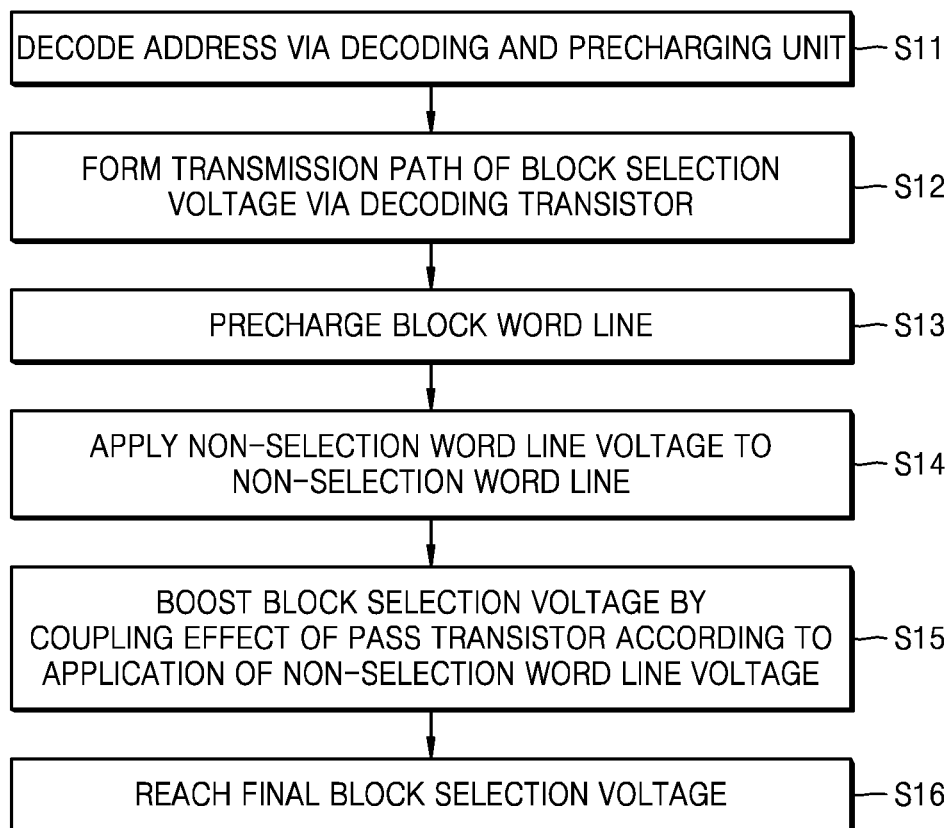 DECODE ADDRESS VIA DECODING AND PRECHARGING UNIT
S11
FORM TRANSMISSION PATH OF BLOCK SELECTION
VOLTAGE VIA DECODING TRANSISTOR
S12
PRECHARGE BLOCK WORD LINE
S13
APPLY NON-SELECTION WORD LINE VOLTAGE TO
NON-SELECTION WORD LINE
S14
BOOST BLOCK SELECTION VOLTAGE BY
COUPLING EFFECT OF PASS TRANSISTOR ACCORDING TO
APPLICATION OF NON-SELECTION WORD LINE VOLTAGE
S15
REACH FINAL BLOCK SELECTION VOLTAGE
S16